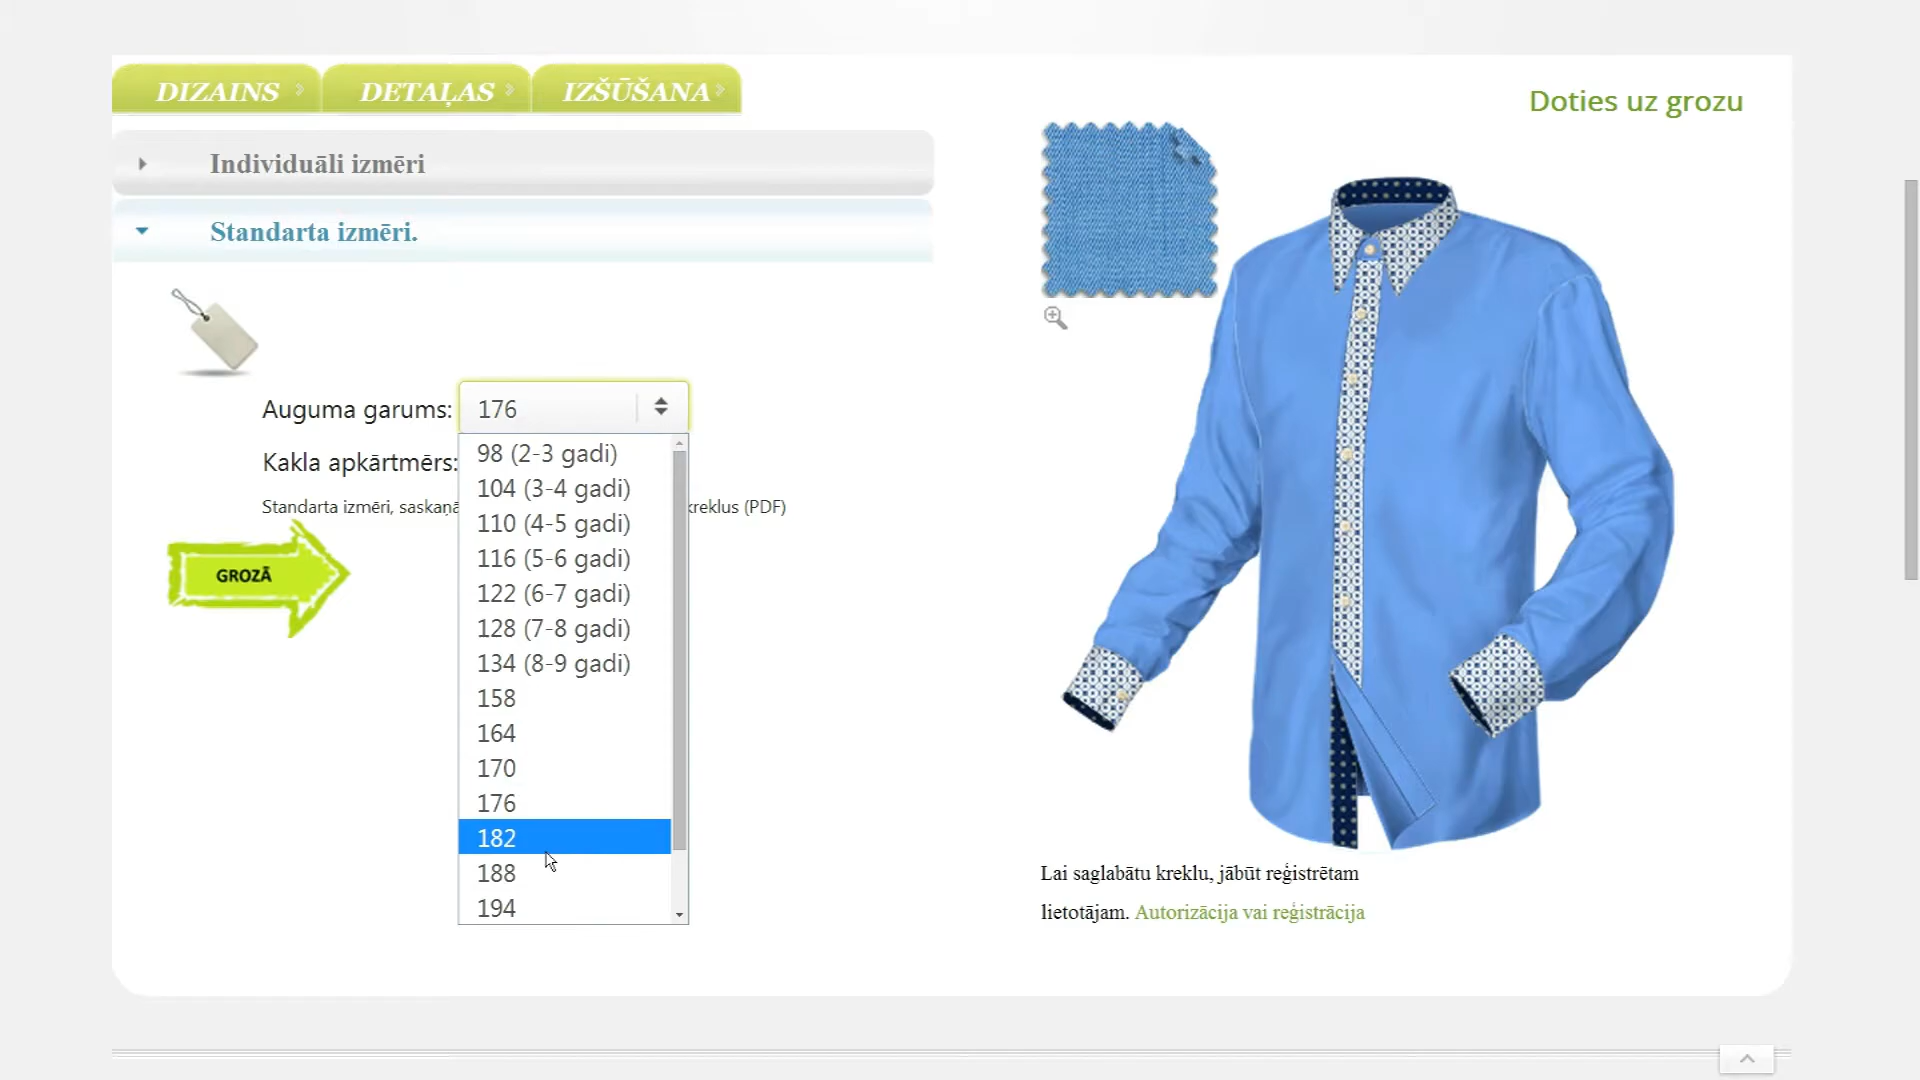 DIZAINS
DETAĻAS
IZŠŪŠANA
Doties uz grozu
Individuāli izmēri
Standarta izmēri.
Auguma garums: 176
98 (2-3 gadi)
Kakla apkārtmērs:
104 (3-4 gadi)
Standarta izmēri, saskaņā kreklus (PDF)
110 (4-5 gadi)
116 (5-6 gadi)
GROZĀ
122 (6-7 gadi)
128 (7-8 gadi)
134 (8-9 gadi)
158
164
170
176
182
188
194
Lai saglabātu kreklu, jābūt reģistrētam
lietotājam. Autorizācija vai reģistrācija